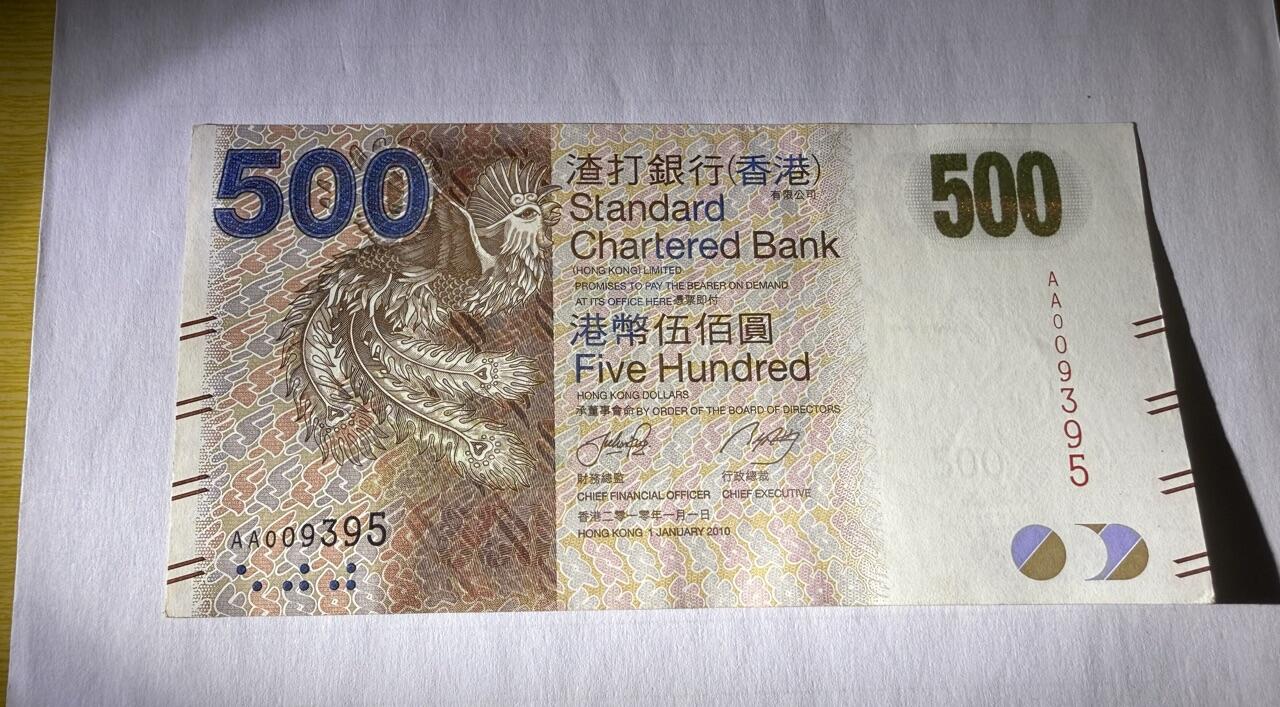 500
渣打銀行(香港)
有限公司
Standard
Chartered Bank
(HONG KONG) LIMITED
PROMISES TO PAY THE BEARER ON DEMAND
AT ITS OFFICE HERE 憑票即付
港幣伍佰圓
Five Hundred
HONG KONG DOLLARS
承董事會命 BY ORDER OF THE BOARD OF DIRECTORS
財務總監 行政總裁
CHIEF FINANCIAL OFFICER CHIEF EXECUTIVE
香港二零一零年一月一日
HONG KONG 1 JANUARY 2010
AA009395
500
AA009395
500